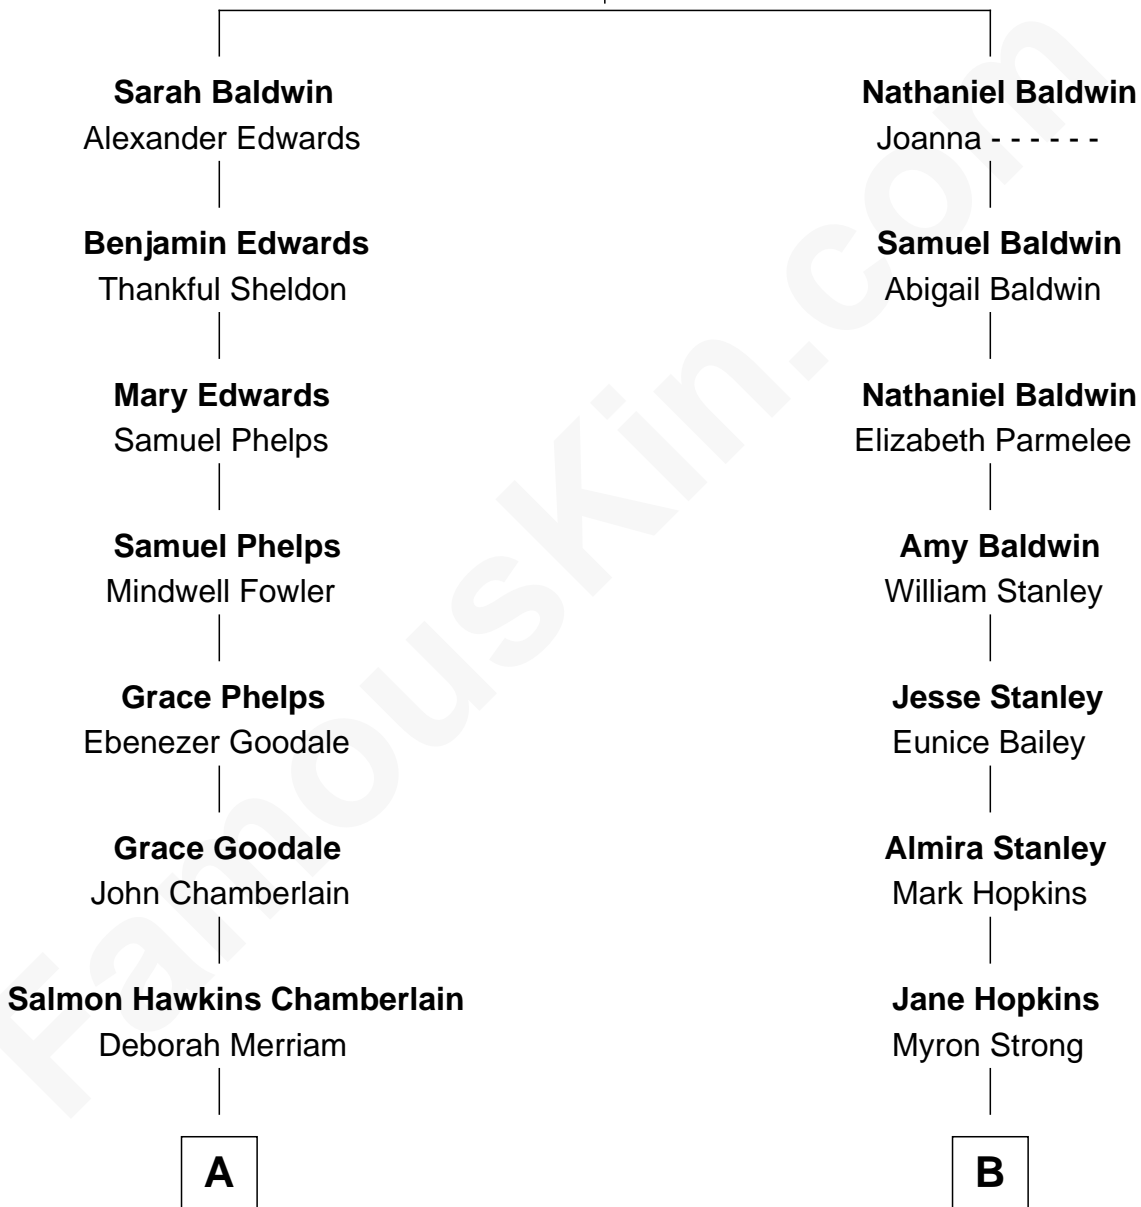 Sarah Baldwin
Alexander Edwards
Nathaniel Baldwin
Joanna - - - - - -
Benjamin Edwards
Thankful Sheldon
Samuel Baldwin
Abigail Baldwin
Mary Edwards
Samuel Phelps
Nathaniel Baldwin
Elizabeth Parmelee
Samuel Phelps
Mindwell Fowler
Amy Baldwin
William Stanley
Grace Phelps
Ebenezer Goodale
Jesse Stanley
Eunice Bailey
Grace Goodale
John Chamberlain
Almira Stanley
Mark Hopkins
Salmon Hawkins Chamberlain
Deborah Merriam
Jane Hopkins
Myron Strong
A
B
FamousKin.com